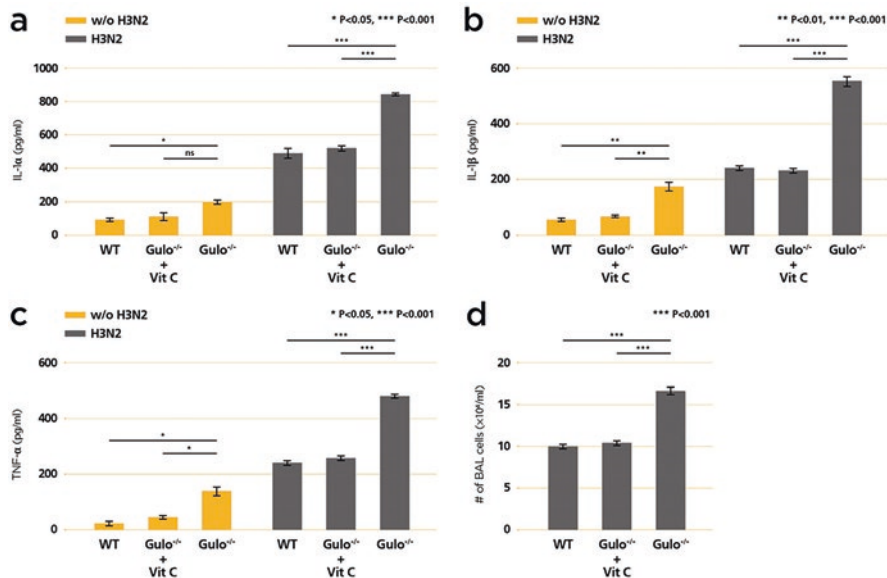 a
w/o H3N2
H3N2
* P<0.05, *** P<0.001
***
***
*
ns
IL-1α (pg/ml)
1000
800
600
400
200
0
WT
Gulo⁻/⁻
+
Vit C
Gulo⁻/⁻
WT
Gulo⁻/⁻
+
Vit C
Gulo⁻/⁻
b
w/o H3N2
H3N2
** P<0.01, *** P<0.001
***
***
**
**
IL-1β (pg/ml)
600
400
200
0
WT
Gulo⁻/⁻
+
Vit C
Gulo⁻/⁻
WT
Gulo⁻/⁻
+
Vit C
Gulo⁻/⁻
c
w/o H3N2
H3N2
* P<0.05, *** P<0.001
***
***
*
*
TNF-α (pg/ml)
600
400
200
0
WT
Gulo⁻/⁻
+
Vit C
Gulo⁻/⁻
WT
Gulo⁻/⁻
+
Vit C
Gulo⁻/⁻
d
*** P<0.001
***
***
# of BAL cells (×10⁴/ml)
20
15
10
5
0
WT
Gulo⁻/⁻
+
Vit C
Gulo⁻/⁻